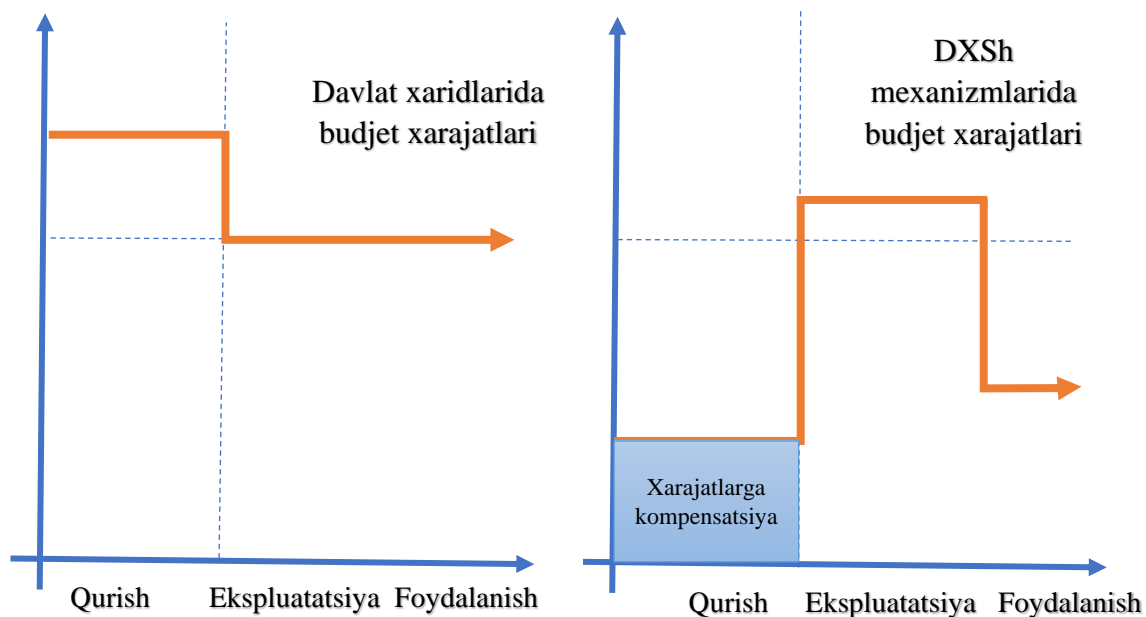 Davlat xaridlarida
budjet xarajatlari
Qurish Ekspluatatsiya Foydalanish
DXSh
mexanizmlarida
budjet xarajatlari
Xarajatlarga
kompensatsiya
Qurish Ekspluatatsiya Foydalanish